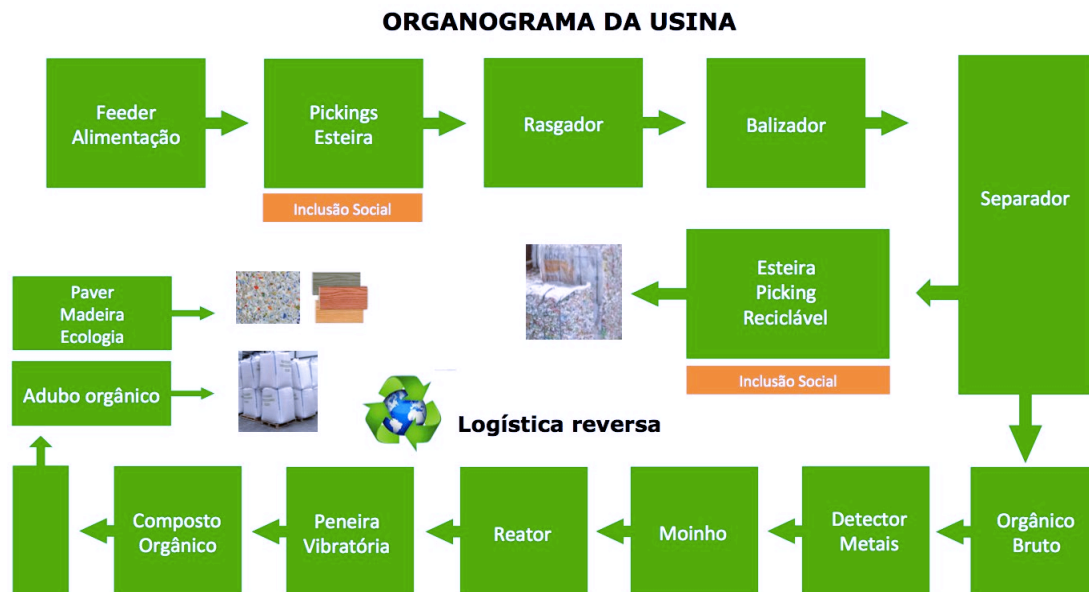 ORGANOGRAMA DA USINA
Feeder
Alimentação
Pickings
Esteira
Inclusão Social
Rasgador
Balizador
Separador
Esteira
Picking
Reciclável
Inclusão Social
Paver
Madeira
Ecologia
Adubo orgânico
Logística reversa
Composto
Orgânico
Peneira
Vibratória
Reator
Moinho
Detector
Metais
Orgânico
Bruto